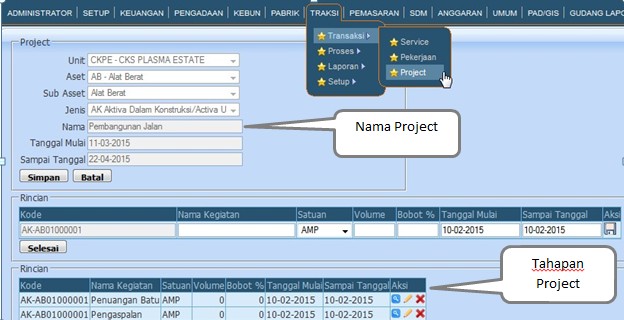 ADMINISTRATOR SETUP KEUANGAN PENGADAAN KEBUN PABRIK TRAKSI PEMASARAN SDM ANGGARAN UMUM PAD/GIS GUDANG LAPO
Transaksi
Proses
Laporan
Setup
Service
Pekerjaan
Project
Project
Unit CKPE - CKS PLASMA ESTATE
Aset AB - Alat Berat
Sub Asset Alat Berat
Jenis AK Aktiva Dalam Konstruksi/Activa U
Nama Pembangunan Jalan
Tanggal Mulai 11-03-2015
Sampai Tanggal 22-04-2015
Simpan Batal
Nama Project
Rincian
Kode Nama Kegiatan Satuan Volume Bobot % Tanggal Mulai Sampai Tanggal Aksi
AK-AB01000001 AMP 10-02-2015 10-02-2015
Selesai
Tahapan
Project
Rincian
Kode Nama Kegiatan Satuan Volume Bobot % Tanggal Mulai Sampai Tanggal Aksi
AK-AB01000001 Penuangan Batu AMP 0 0 10-02-2015 10-02-2015
AK-AB01000001 Pengaspalan AMP 0 0 10-02-2015 10-02-2015